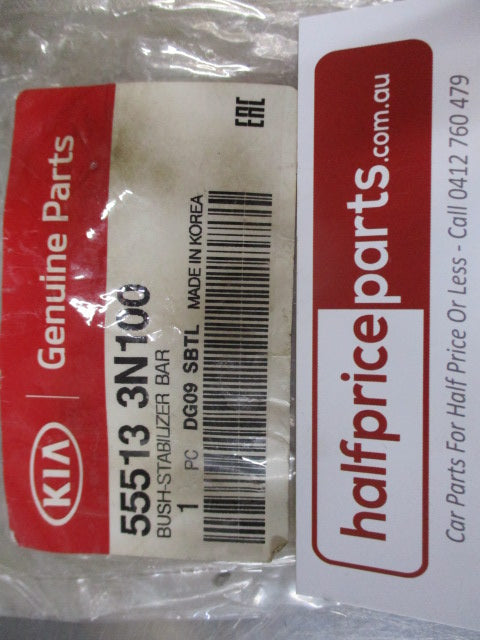 KIA | Genuine Parts
55513 3N100
BUSH-STABILIZER BAR
1 PC DG09 SBTL MADE IN KOREA
EAC
halfpriceparts.com.au
Car Parts For Half Price Or Less - Call 0412 760 479